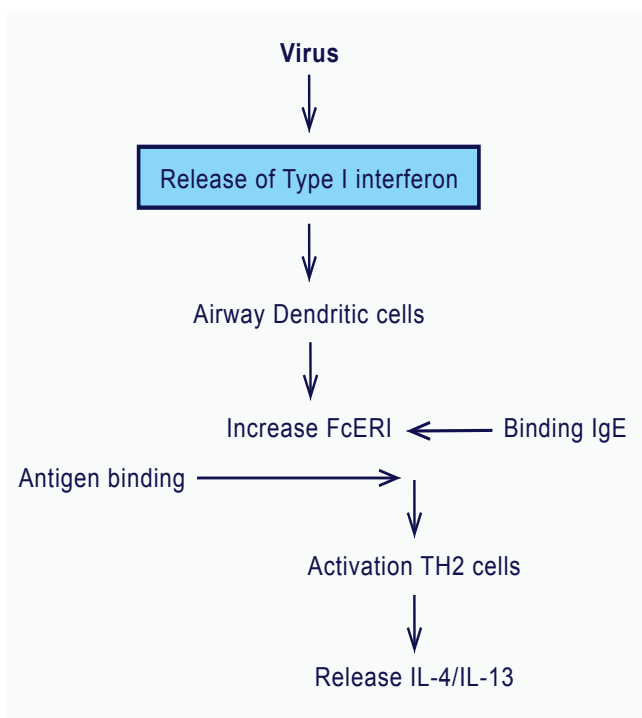 Virus
Release of Type I interferon
Airway Dendritic cells
Increase FcERI
Binding IgE
Antigen binding
Activation TH2 cells
Release IL-4/IL-13